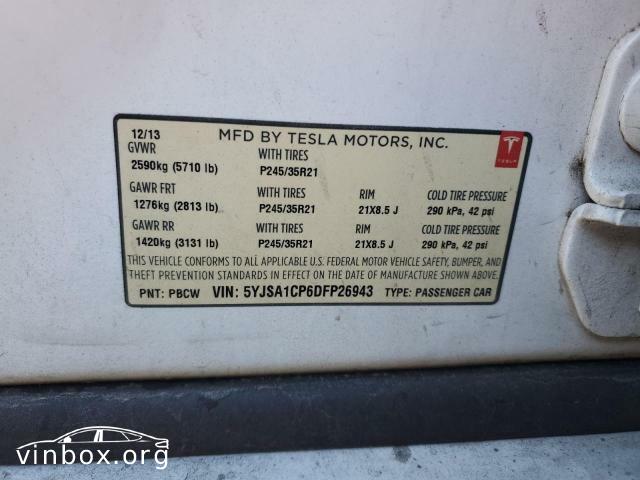 12/13 MFD BY TESLA MOTORS, INC.
TESLA
GVWR WITH TIRES
2590kg (5710 lb) P245/35R21
GAWR FRT WITH TIRES RIM COLD TIRE PRESSURE
1276kg (2813 lb) P245/35R21 21X8.5 J 290 kPa, 42 psi
GAWR RR WITH TIRES RIM COLD TIRE PRESSURE
1420kg (3131 lb) P245/35R21 21X8.5 J 290 kPa, 42 psi
THIS VEHICLE CONFORMS TO ALL APPLICABLE U.S. FEDERAL MOTOR VEHICLE SAFETY, BUMPER, AND
THEFT PREVENTION STANDARDS IN EFFECT ON THE DATE OF MANUFACTURE SHOWN ABOVE.
PNT: PBCW VIN: 5YJSA1CP6DFP26943 TYPE: PASSENGER CAR
vinbox.org